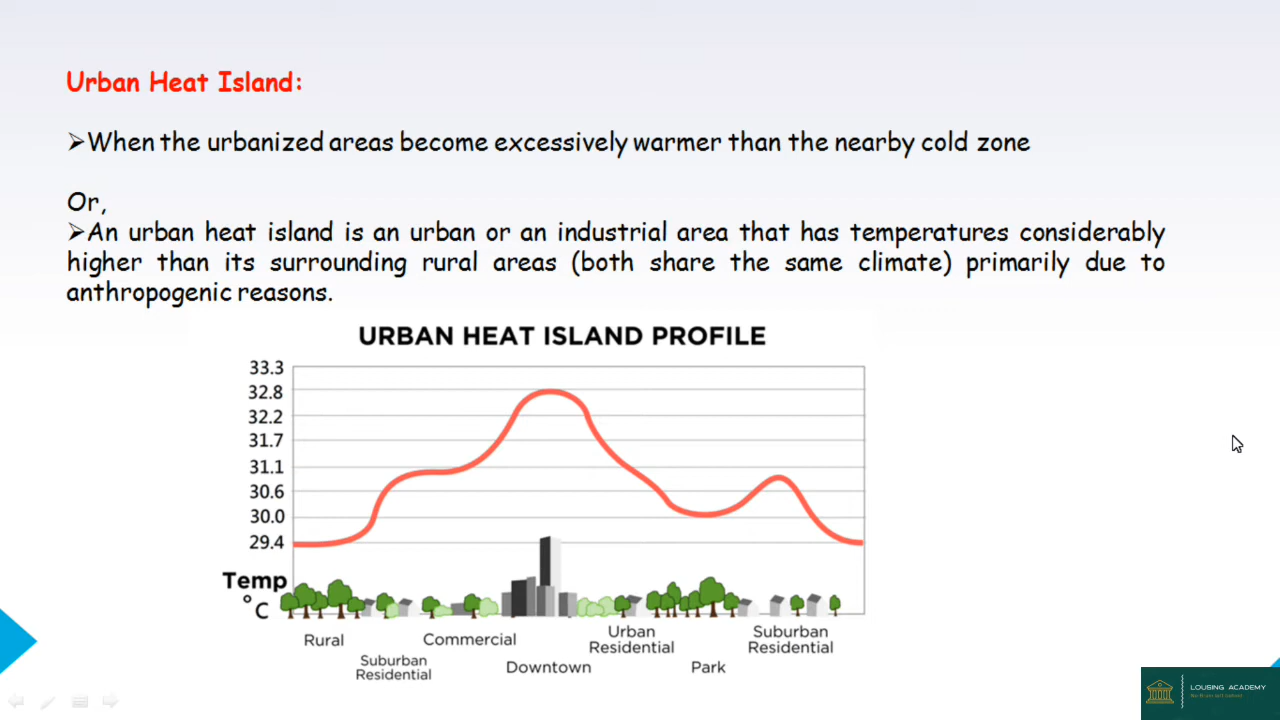 Urban Heat Island:
➢When the urbanized areas become excessively warmer than the nearby cold zone
Or,
➢An urban heat island is an urban or an industrial area that has temperatures considerably
higher than its surrounding rural areas (both share the same climate) primarily due to
anthropogenic reasons.
URBAN HEAT ISLAND PROFILE
33.3
32.8
32.2
31.7
31.1
30.6
30.0
29.4
Temp
°C
Rural
Suburban
Residential
Commercial
Downtown
Urban
Residential
Park
Suburban
Residential
LOUSING ACADEMY